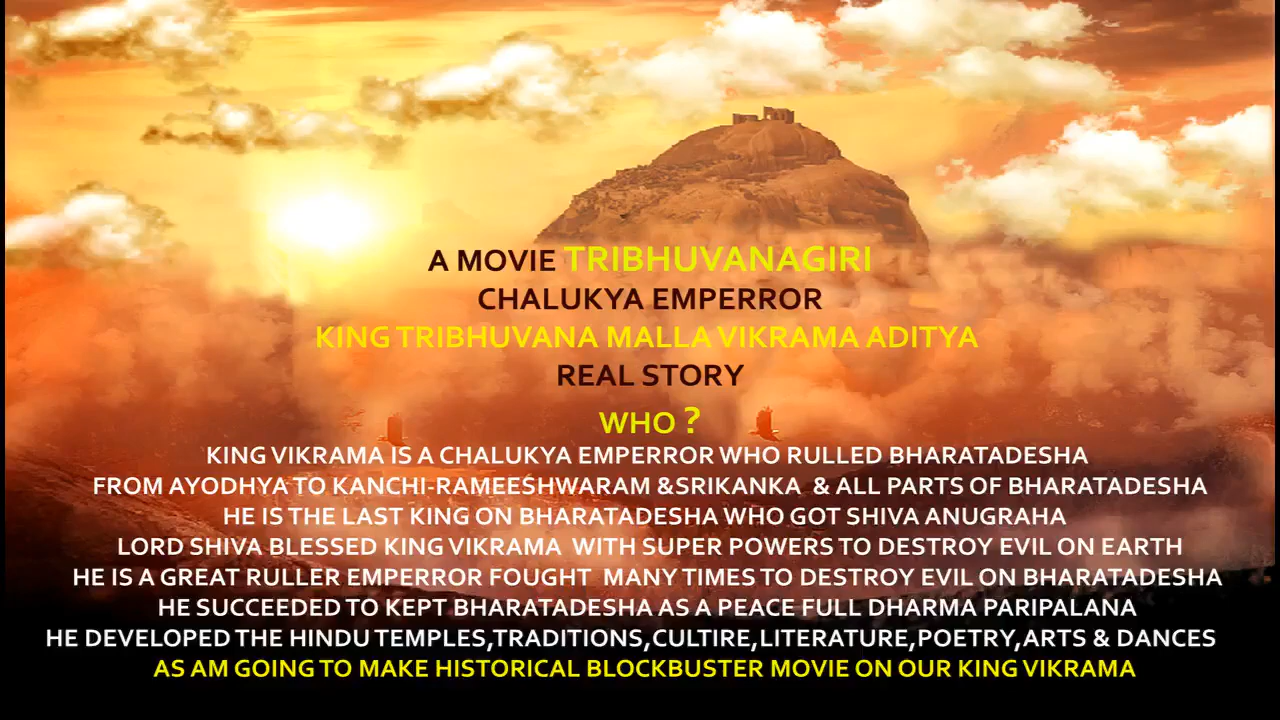 A MOVIE TRIBHUVANAGIRI
CHALUKYA EMPERROR
KING TRIBHUVANA MALLA VIKRAMA ADITYA
REAL STORY
WHO ?
KING VIKRAMA IS A CHALUKYA EMPERROR WHO RULLED BHARATADESHA
FROM AYODHYA TO KANCHI-RAMEESHWARAM &SRIKANKA & ALL PARTS OF BHARATADESHA
HE IS THE LAST KING ON BHARATADESHA WHO GOT SHIVA ANUGRAHA
LORD SHIVA BLESSED KING VIKRAMA WITH SUPER POWERS TO DESTROY EVIL ON EARTH
HE IS A GREAT RULLER EMPERROR FOUGHT MANY TIMES TO DESTROY EVIL ON BHARATADESHA
HE SUCCEEDED TO KEPT BHARATADESHA AS A PEACE FULL DHARMA PARIPALANA
HE DEVELOPED THE HINDU TEMPLES,TRADITIONS,CULTIRE,LITERATURE,POETRY,ARTS & DANCES
AS AM GOING TO MAKE HISTORICAL BLOCKBUSTER MOVIE ON OUR KING VIKRAMA